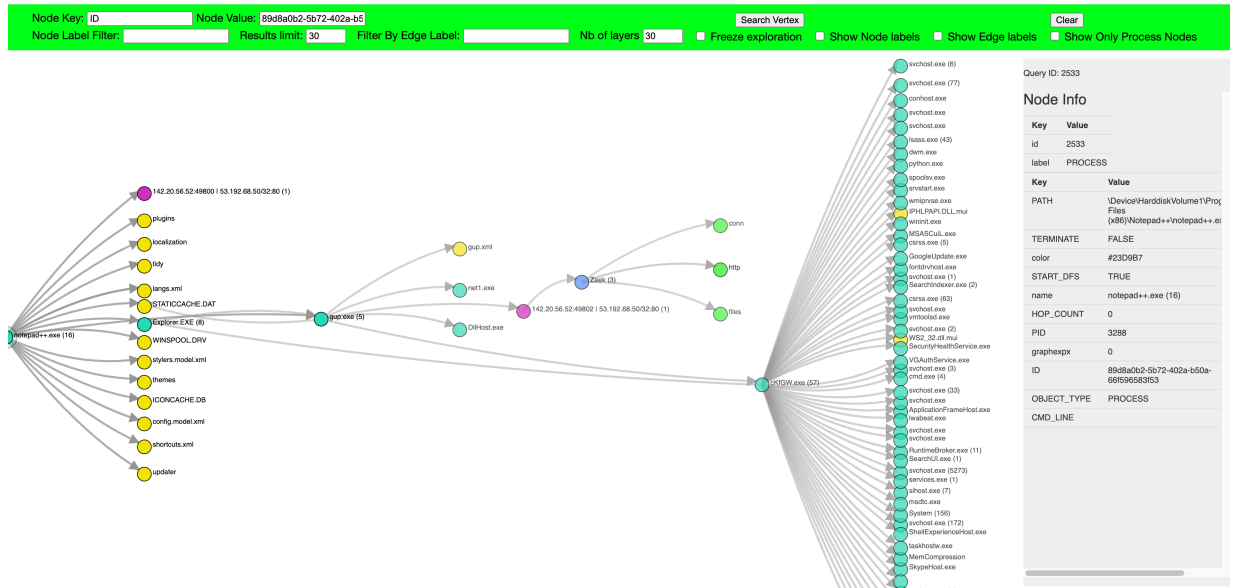 Node Key: ID Node Value: 89d8a0b2-5b72-402a-b5 Search Vertex Clear
Node Label Filter: Results limit: 30 Filter By Edge Label: Nb of layers 30 Freeze exploration Show Node labels Show Edge labels Show Only Process Nodes
notepad++.exe (16)
142.20.56.52:49800 | 53.192.68.50/32:80 (1)
plugins
localization
tidy
langs.xml
STATICCACHE.DAT
Explorer.EXE (8)
WINSPOOL.DRV
stylers.model.xml
themes
ICONCACHE.DB
config.model.xml
shortcuts.xml
updater
gup.exe (5)
gup.xml
net1.exe
DllHost.exe
142.20.56.52:49802 | 53.192.68.50/32:80 (1)
Zeek (3)
conn
http
files
cKfGW.exe (57)
svchost.exe (6)
svchost.exe (77)
conhost.exe
svchost.exe
svchost.exe
lsass.exe (43)
dwm.exe
python.exe
spoolsv.exe
srvstart.exe
wmiprvse.exe
IPHLPAPI.DLL.mui
wininit.exe
MSASCuiL.exe
csrss.exe (5)
GoogleUpdate.exe
fontdrvhost.exe
svchost.exe (1)
SearchIndexer.exe (2)
csrss.exe (63)
svchost.exe
vmtoolsd.exe
svchost.exe (2)
WS2_32.dll.mui
SecurityHealthService.exe
VGAuthService.exe
svchost.exe (3)
cmd.exe (4)
svchost.exe (33)
svchost.exe
ApplicationFrameHost.exe
lwabeat.exe
svchost.exe
svchost.exe
RuntimeBroker.exe (11)
SearchUI.exe (1)
svchost.exe (5273)
services.exe (1)
sihost.exe (7)
msdtc.exe
System (156)
svchost.exe (172)
ShellExperienceHost.exe
taskhostw.exe
MemCompression
SkypeHost.exe
Query ID: 2533
Node Info
Key Value
id 2533
label PROCESS
Key Value
PATH \Device\HarddiskVolume1\Prog
Files
(x86)\Notepad++\notepad++.ex
TERMINATE FALSE
color #23D9B7
START_DFS TRUE
name notepad++.exe (16)
HOP_COUNT 0
PID 3288
graphexpx 0
ID 89d8a0b2-5b72-402a-b50a-
66f596583f53
OBJECT_TYPE PROCESS
CMD_LINE